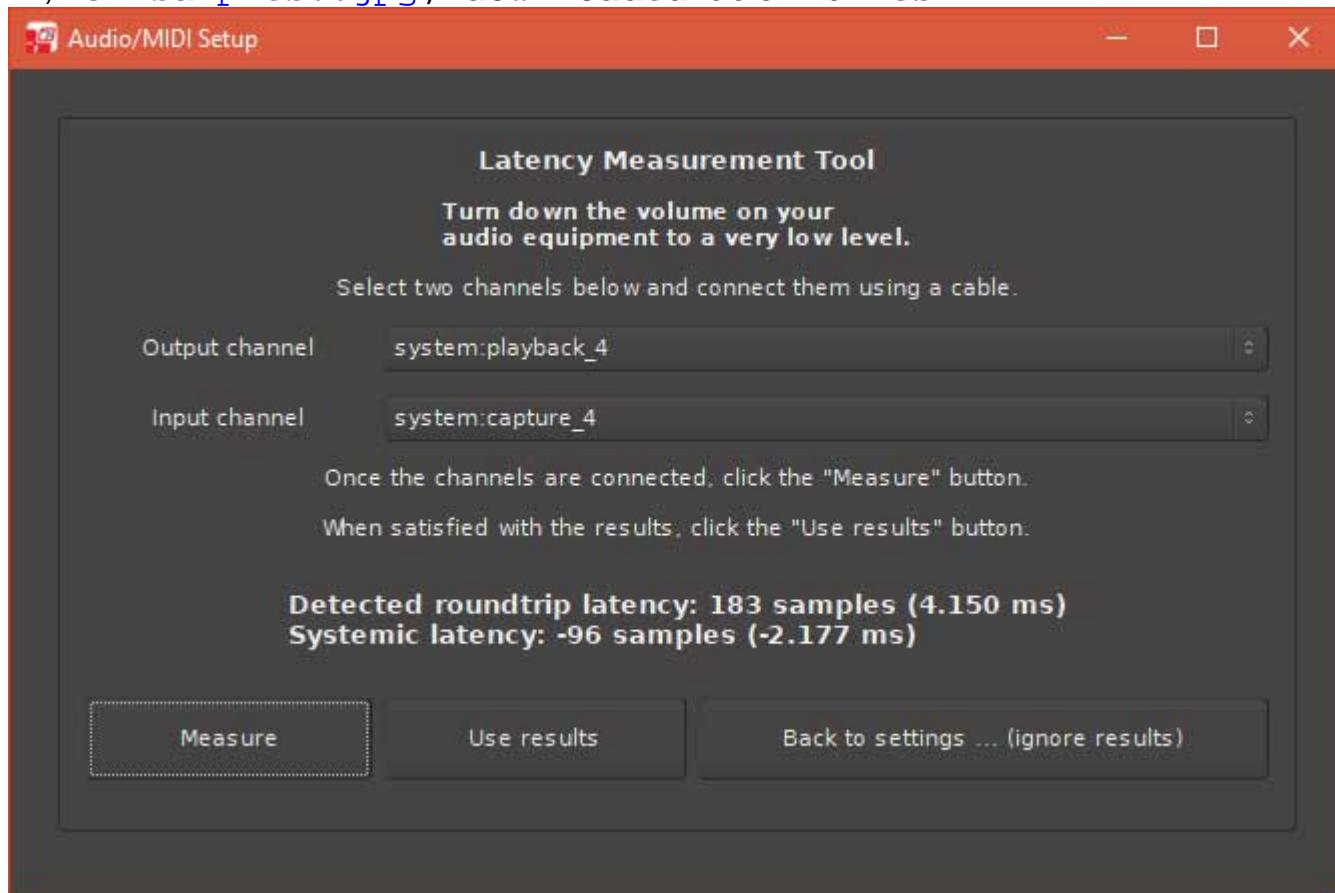 Audio/MIDI Setup
Latency Measurement Tool
Turn down the volume on your
audio equipment to a very low level.
Select two channels below and connect them using a cable.
Output channel system:playback_4
Input channel system:capture_4
Once the channels are connected, click the "Measure" button.
When satisfied with the results, click the "Use results" button.
Detected roundtrip latency: 183 samples (4.150 ms)
Systemic latency: -96 samples (-2.177 ms)
Measure Use results Back to settings ... (ignore results)